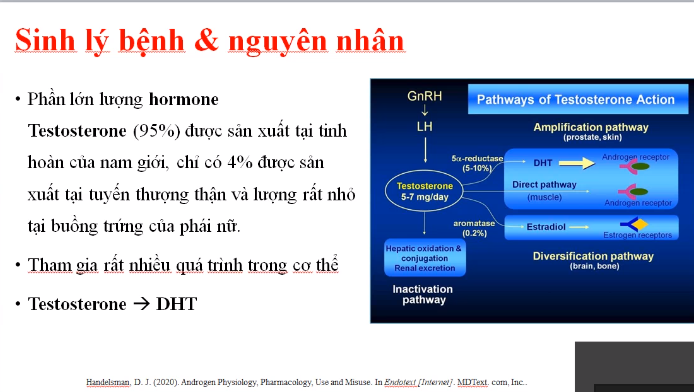 Sinh lý bệnh & nguyên nhân
• Phần lớn lượng hormone
Testosterone (95%) được sản xuất tại tinh
hoàn của nam giới, chỉ có 4% được sản
xuất tại tuyến thượng thận và lượng rất nhỏ
tại buồng trứng của phái nữ.
• Tham gia rất nhiều quá trình trong cơ thể
• Testosterone → DHT
GnRH
LH
Testosterone
5-7 mg/day
Hepatic oxidation &
conjugation
Renal excretion
Inactivation
pathway
Pathways of Testosterone Action
Amplification pathway
(prostate, skin)
5α-reductase
(5-10%)
DHT
Androgen receptor
Direct pathway
(muscle)
Androgen receptor
aromatase
(0.2%)
Estradiol
Estrogen receptors
Diversification pathway
(brain, bone)
Handelsman, D. J. (2020). Androgen Physiology, Pharmacology, Use and Misuse. In Endotext [Internet]. MDText. com, Inc..